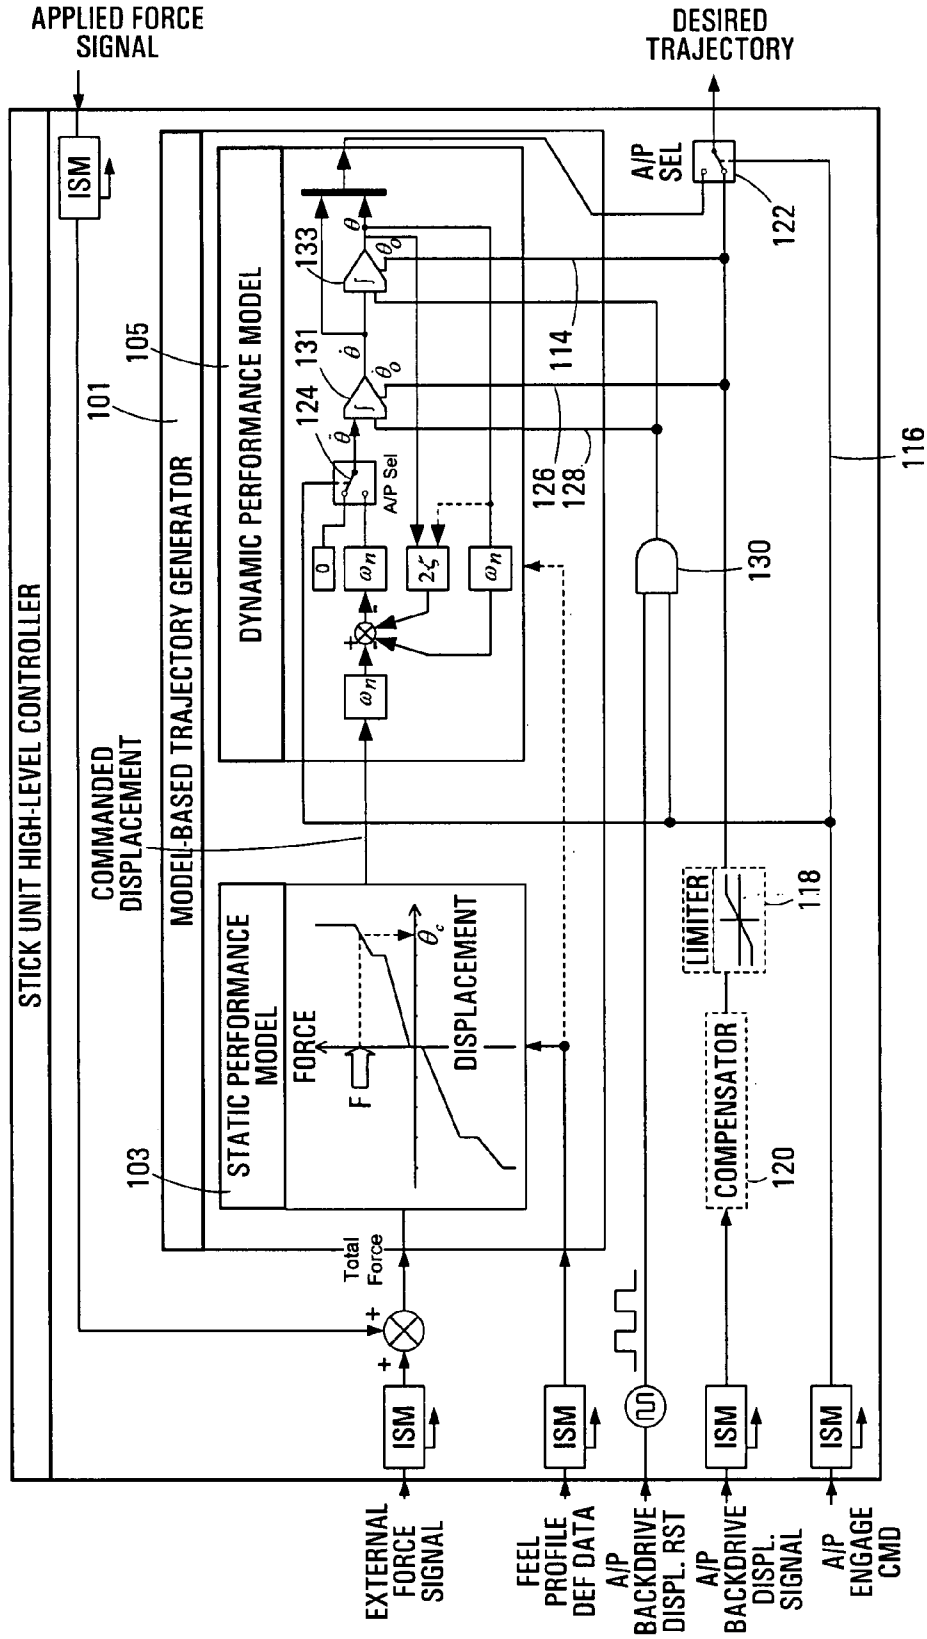 APPLIED FORCE
SIGNAL
DESIRED
TRAJECTORY
STICK UNIT HIGH-LEVEL CONTROLLER
ISM
101
MODEL-BASED TRAJECTORY GENERATOR
105
DYNAMIC PERFORMANCE MODEL
124
131
133
A/P
SEL
122
0
ωn
A/P Sel
θ̈
∫
θ̇
θ̇o
∫
θ
θo
ωn
+
-
-
ωn
2ζ
ωn
126
128
114
130
116
COMMANDED
DISPLACEMENT
103
STATIC PERFORMANCE
MODEL
FORCE
F
θc
DISPLACEMENT
LIMITER
118
COMPENSATOR
120
Total
Force
+
+
ISM
ISM
ISM
ISM
EXTERNAL
FORCE
SIGNAL
FEEL
PROFILE
DEF DATA
A/P
BACKDRIVE
DISPL. RST
A/P
BACKDRIVE
DISPL.
SIGNAL
A/P
ENGAGE
CMD